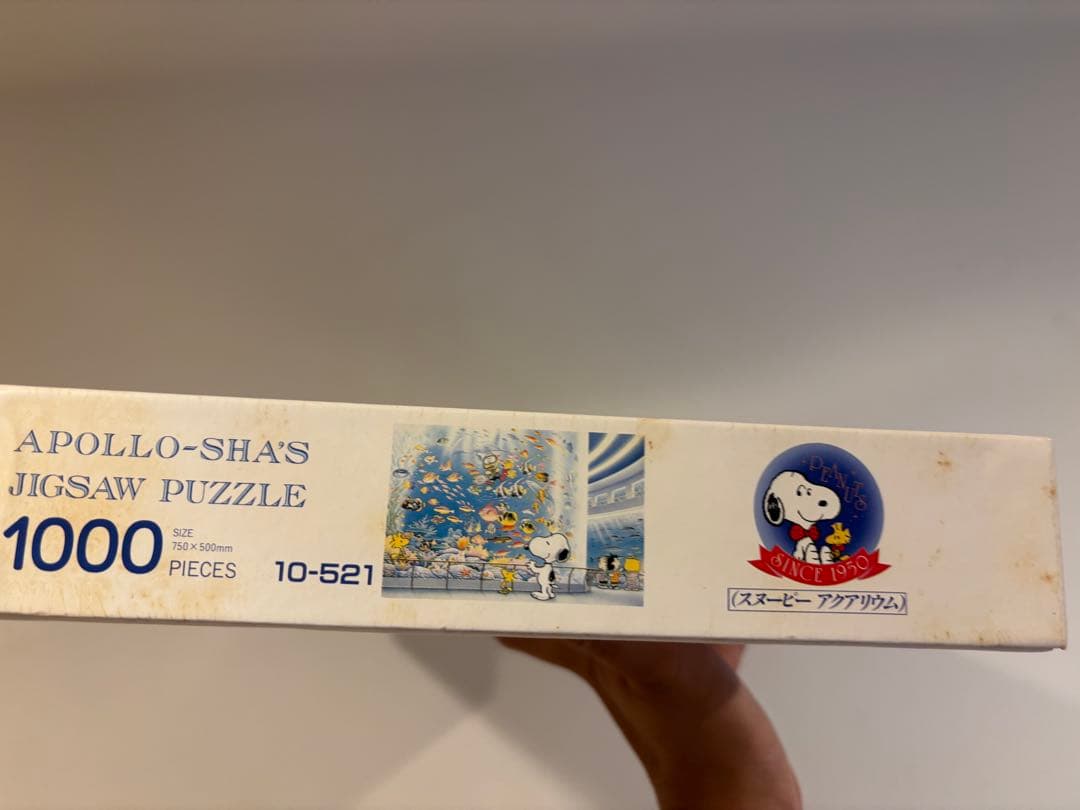 APOLLO-SHA'S
JIGSAW PUZZLE
1000
SIZE
750×500mm
PIECES
10-521
PEANUTS
SINCE 1950
(スヌーピー アクアリウム)